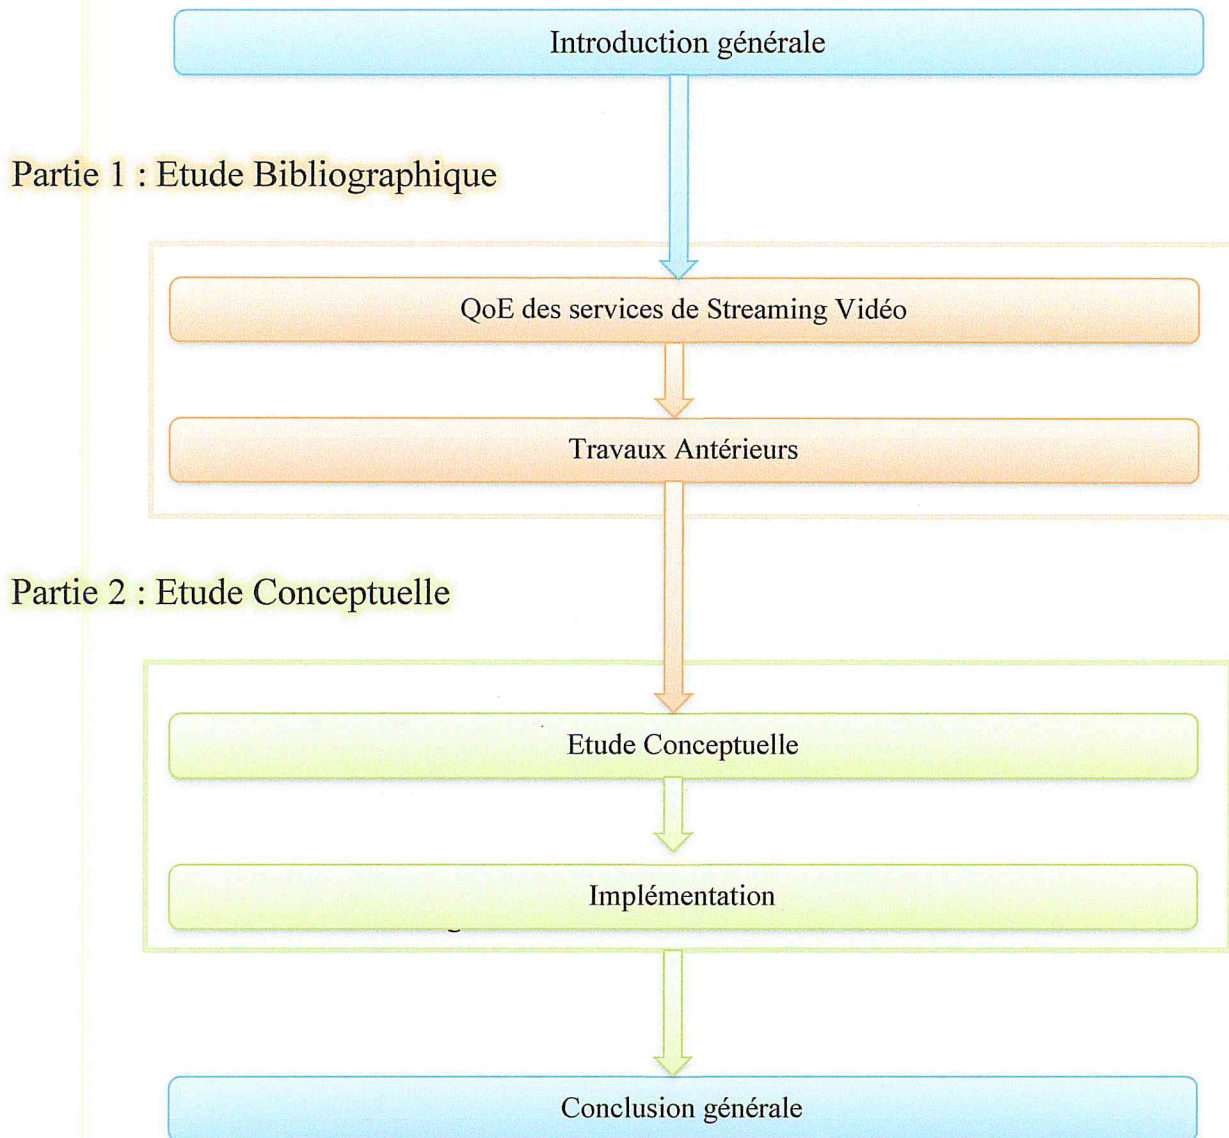 Introduction générale
Partie 1 : Etude Bibliographique
QoE des services de Streaming Vidéo
Travaux Antérieurs
Partie 2 : Etude Conceptuelle
Etude Conceptuelle
Implémentation
Conclusion générale